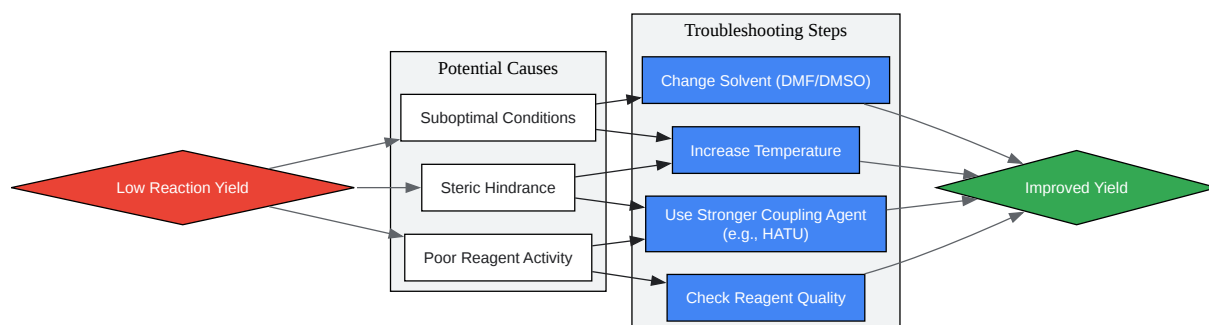 Troubleshooting Steps
Potential Causes
Change Solvent (DMF/DMSO)
Suboptimal Conditions
Increase Temperature
Low Reaction Yield
Steric Hindrance
Improved Yield
Use Stronger Coupling Agent
(e.g., HATU)
Poor Reagent Activity
Check Reagent Quality